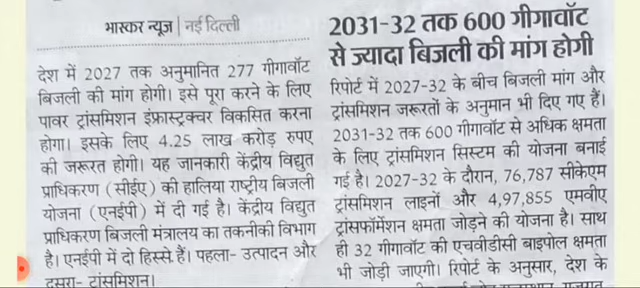 भास्कर न्यूज | नई दिल्ली
देश में 2027 तक अनुमानित 277 गीगावॉट
बिजली की मांग होगी। इसे पूरा करने के लिए
पावर ट्रांसमिशन इंफ्रास्ट्रक्चर विकसित करना
होगा। इसके लिए 4.25 लाख करोड़ रुपए
की जरूरत होगी। यह जानकारी केंद्रीय विद्युत
प्राधिकरण (सीईए) की हालिया राष्ट्रीय बिजली
योजना (एनईपी) में दी गई है। केंद्रीय विद्युत
प्राधिकरण बिजली मंत्रालय का तकनीकी विभाग
है। एनईपी में दो हिस्से हैं। पहला- उत्पादन और
दूसरा- ट्रांसमिशन।
2031-32 तक 600 गीगावॉट
से ज्यादा बिजली की मांग होगी
रिपोर्ट में 2027-32 के बीच बिजली मांग और
ट्रांसमिशन जरूरतों के अनुमान भी दिए गए हैं।
2031-32 तक 600 गीगावॉट से अधिक क्षमता
के लिए ट्रांसमिशन सिस्टम की योजना बनाई
गई है। 2027-32 के दौरान, 76,787 सीकेएम
ट्रांसमिशन लाइनों और 4,97,855 एमवीए
ट्रांसफॉर्मेशन क्षमता जोड़ने की योजना है। साथ
ही 32 गीगावॉट की एचवीडीसी बाइपोल क्षमता
भी जोड़ी जाएगी। रिपोर्ट के अनुसार, देश के